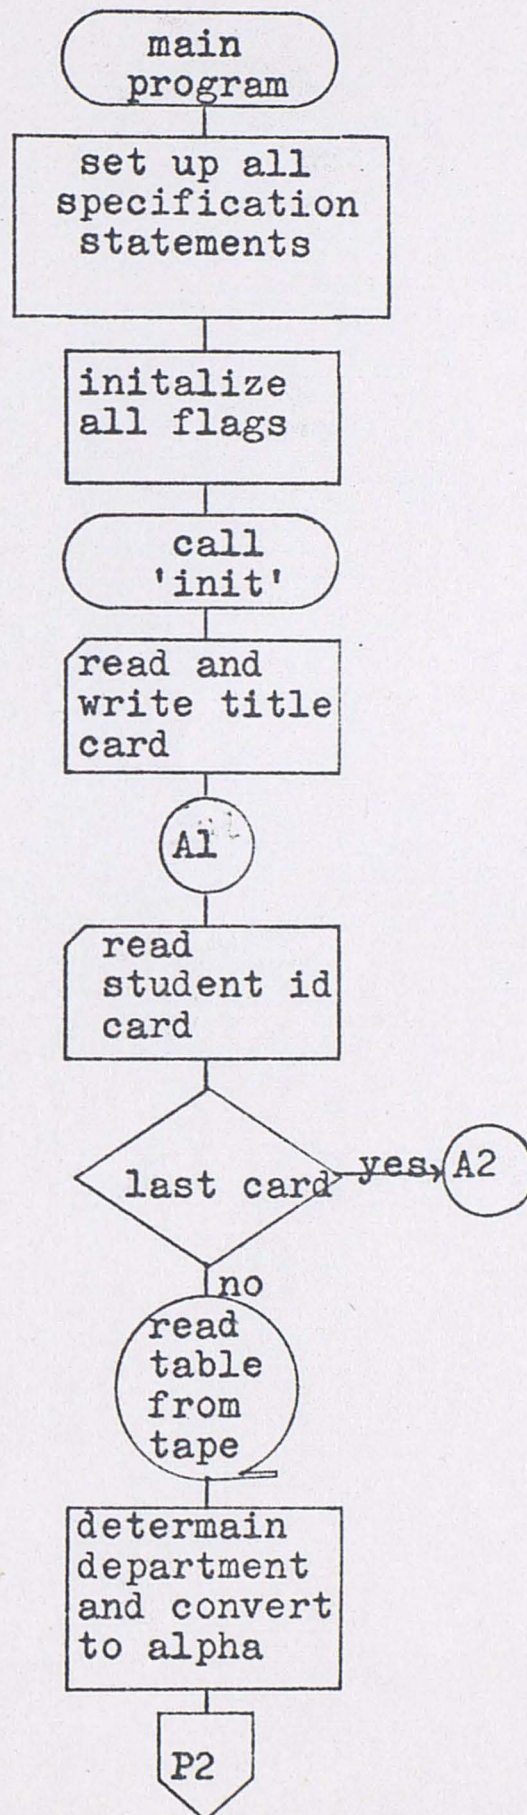 main
program
set up all
specification
statements
initalize
all flags
call
'init'
read and
write title
card
A1
read
student id
card
last card
yes
A2
no
read
table
from
tape
determain
department
and convert
to alpha
P2